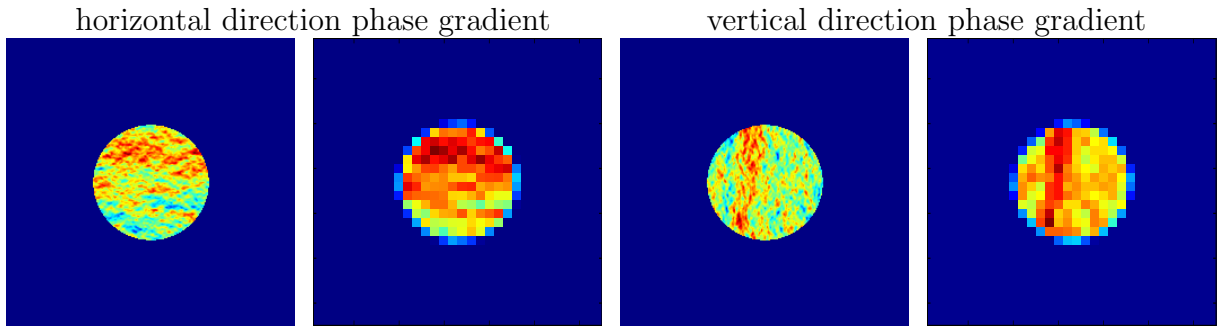 horizontal direction phase gradient
vertical direction phase gradient